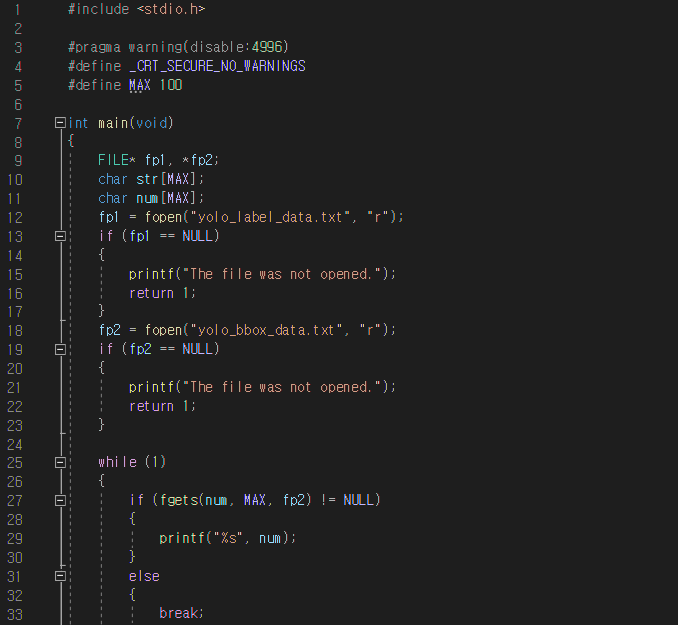 1 #include <stdio.h>
2
3 #pragma warning(disable:4996)
4 #define _CRT_SECURE_NO_WARNINGS
5 #define MAX 100
6
7 int main(void)
8 {
9 FILE* fp1, *fp2;
10 char str[MAX];
11 char num[MAX];
12 fp1 = fopen("yolo_label_data.txt", "r");
13 if (fp1 == NULL)
14 {
15 printf("The file was not opened.");
16 return 1;
17 }
18 fp2 = fopen("yolo_bbox_data.txt", "r");
19 if (fp2 == NULL)
20 {
21 printf("The file was not opened.");
22 return 1;
23 }
24
25 while (1)
26 {
27 if (fgets(num, MAX, fp2) != NULL)
28 {
29 printf("%s", num);
30 }
31 else
32 {
33 break;